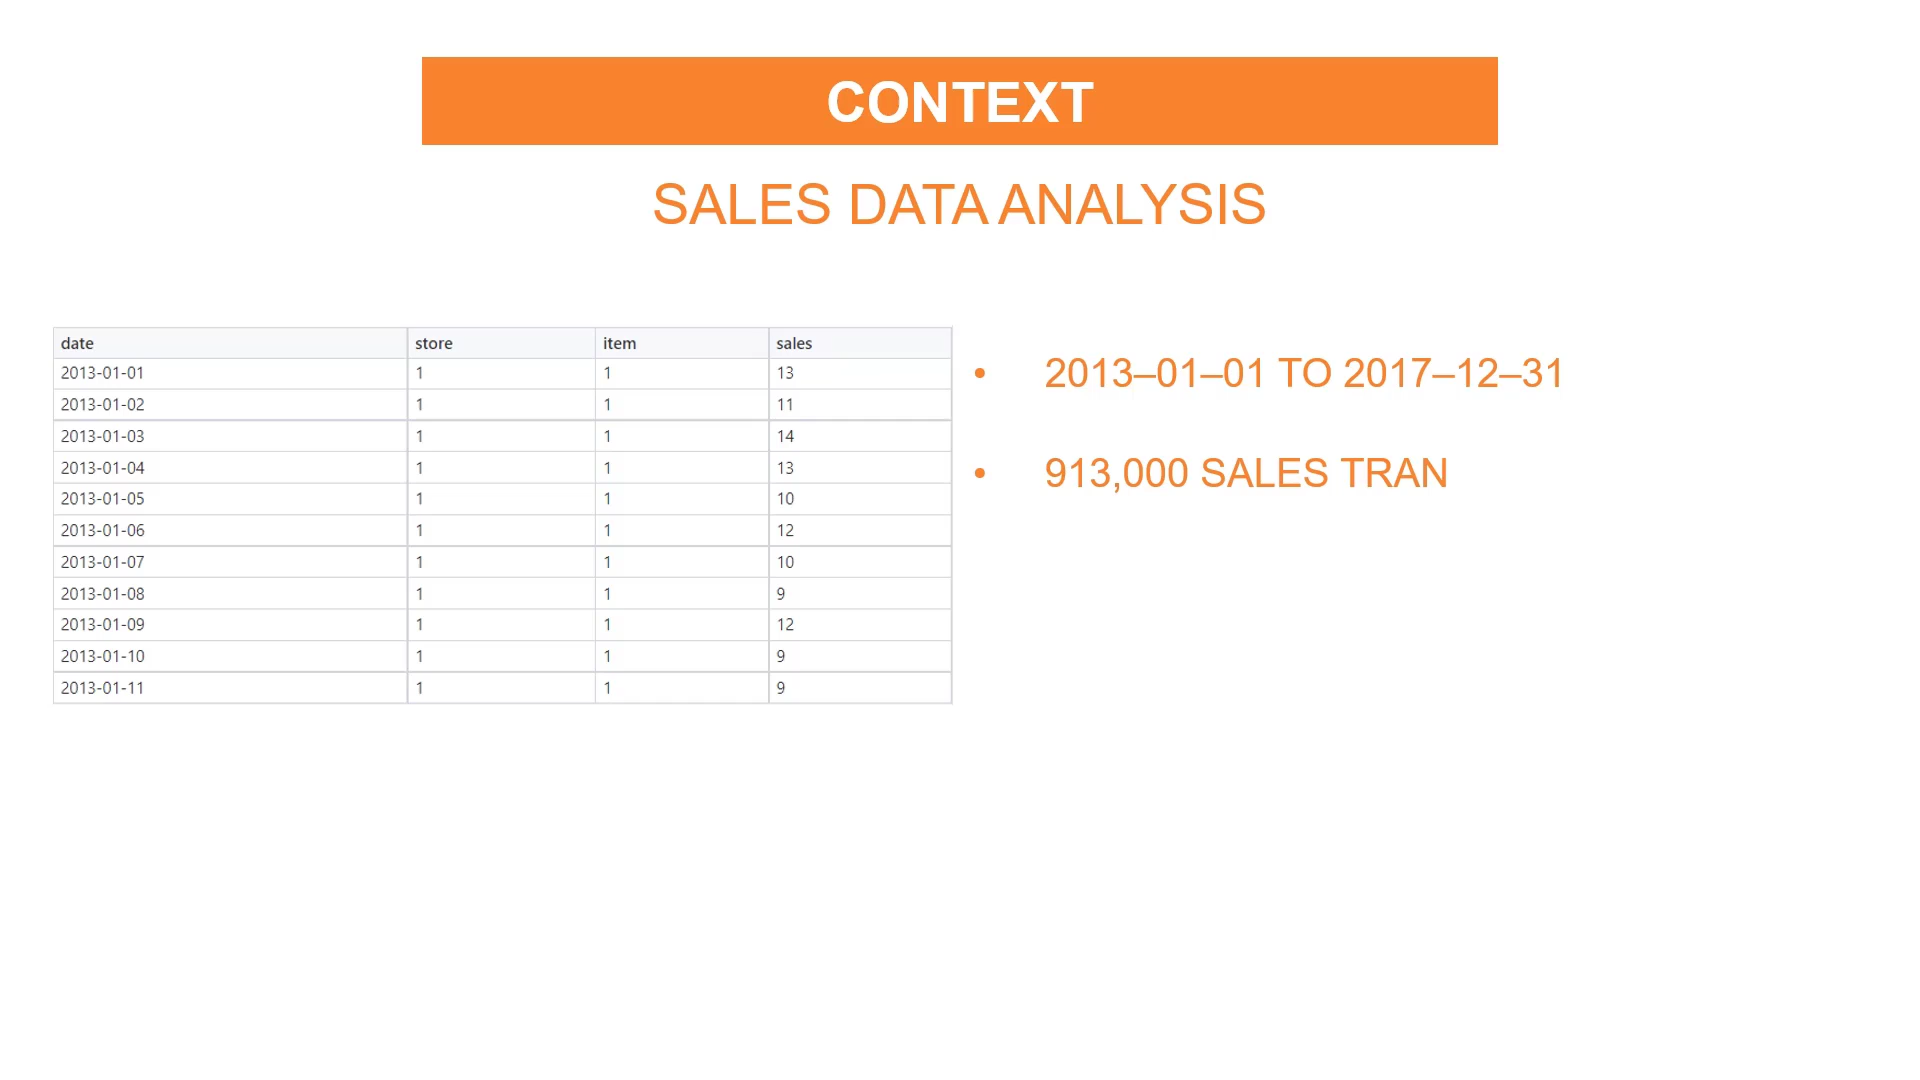 CONTEXT
SALES DATA ANALYSIS
date store item sales
2013-01-01 1 1 13
2013-01-02 1 1 11
2013-01-03 1 1 14
2013-01-04 1 1 13
2013-01-05 1 1 10
2013-01-06 1 1 12
2013-01-07 1 1 10
2013-01-08 1 1 9
2013-01-09 1 1 12
2013-01-10 1 1 9
2013-01-11 1 1 9
• 2013–01–01 TO 2017–12–31
• 913,000 SALES TRAN